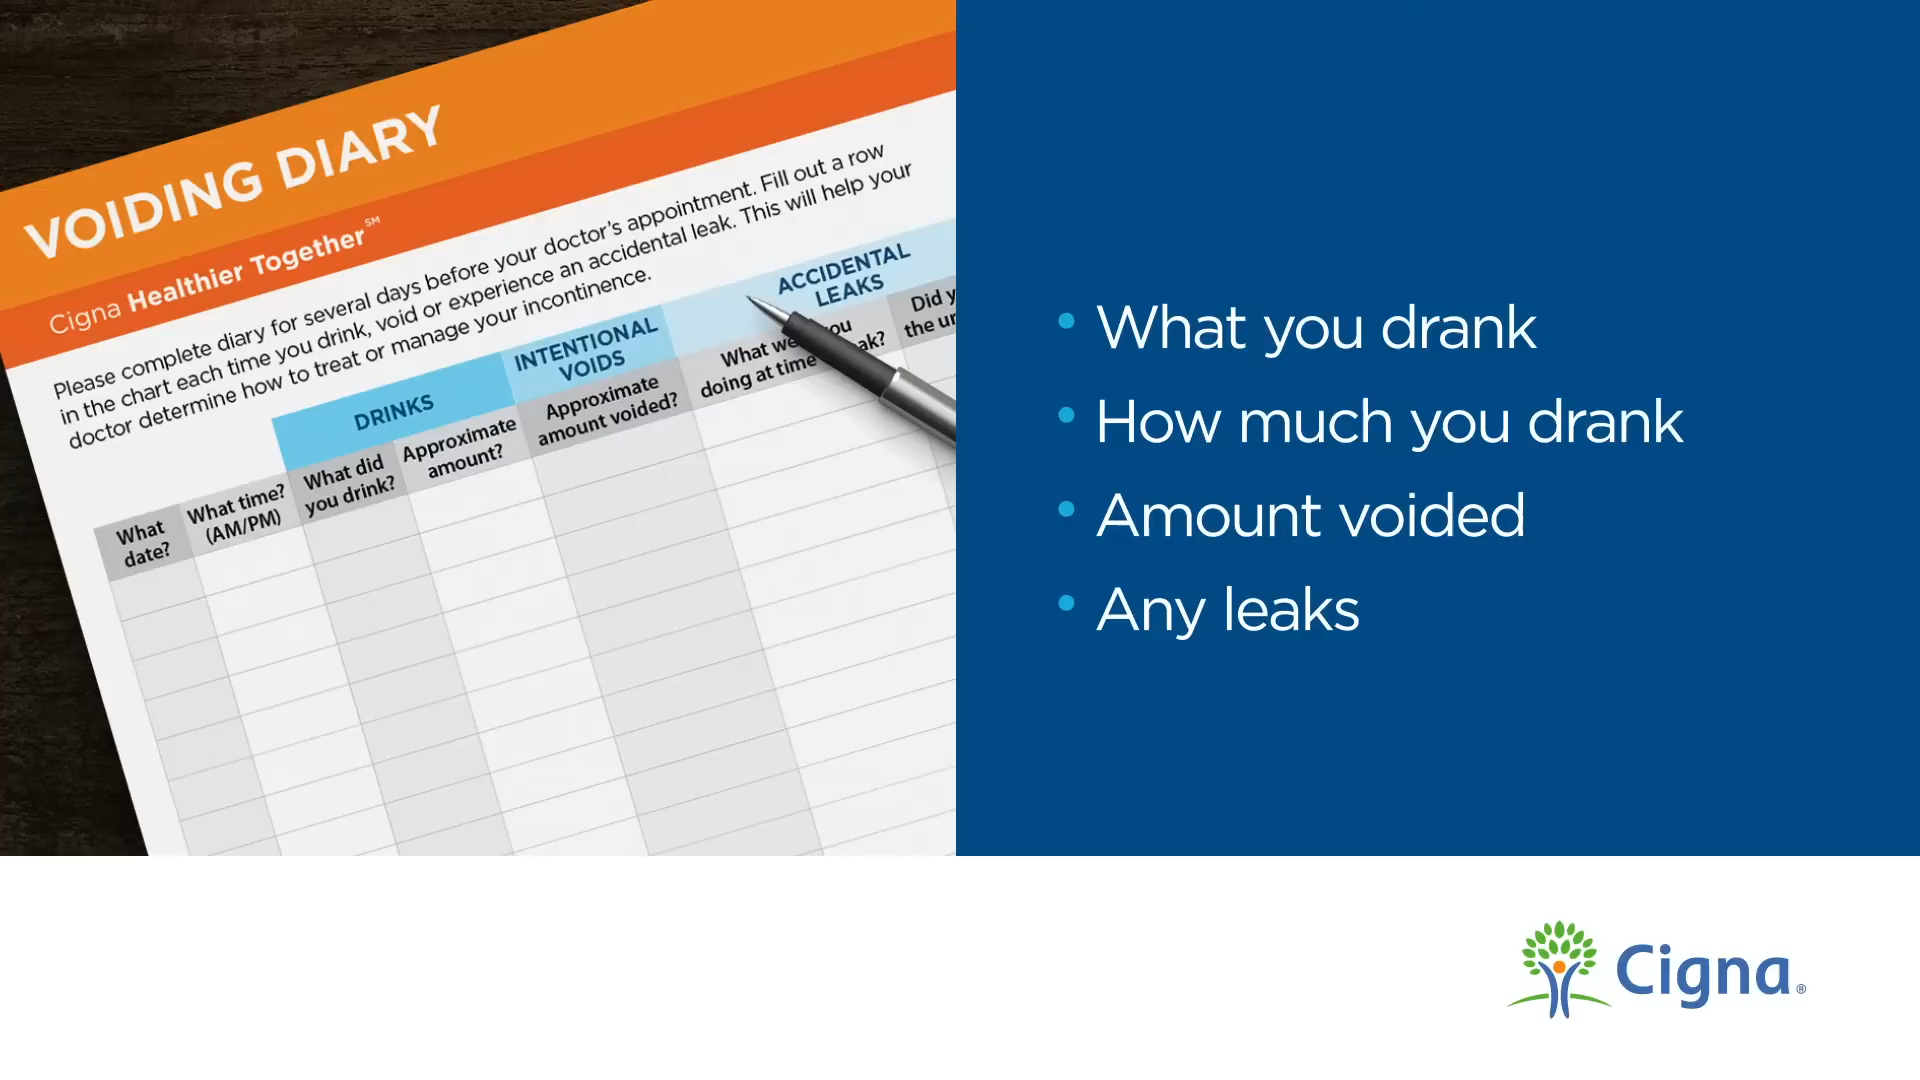 VOIDING DIARY
Cigna Healthier Together℠
Please complete diary for several days before your doctor's appointment. Fill out a row
in the chart each time you drink, void or experience an accidental leak. This will help your
doctor determine how to treat or manage your incontinence.
DRINKS
INTENTIONAL
VOIDS
ACCIDENTAL
LEAKS
What
date?
What time?
(AM/PM)
What did
you drink?
Approximate
amount?
Approximate
amount voided?
What
doing at time
Did
the
• What you drank
• How much you drank
• Amount voided
• Any leaks
Cigna®